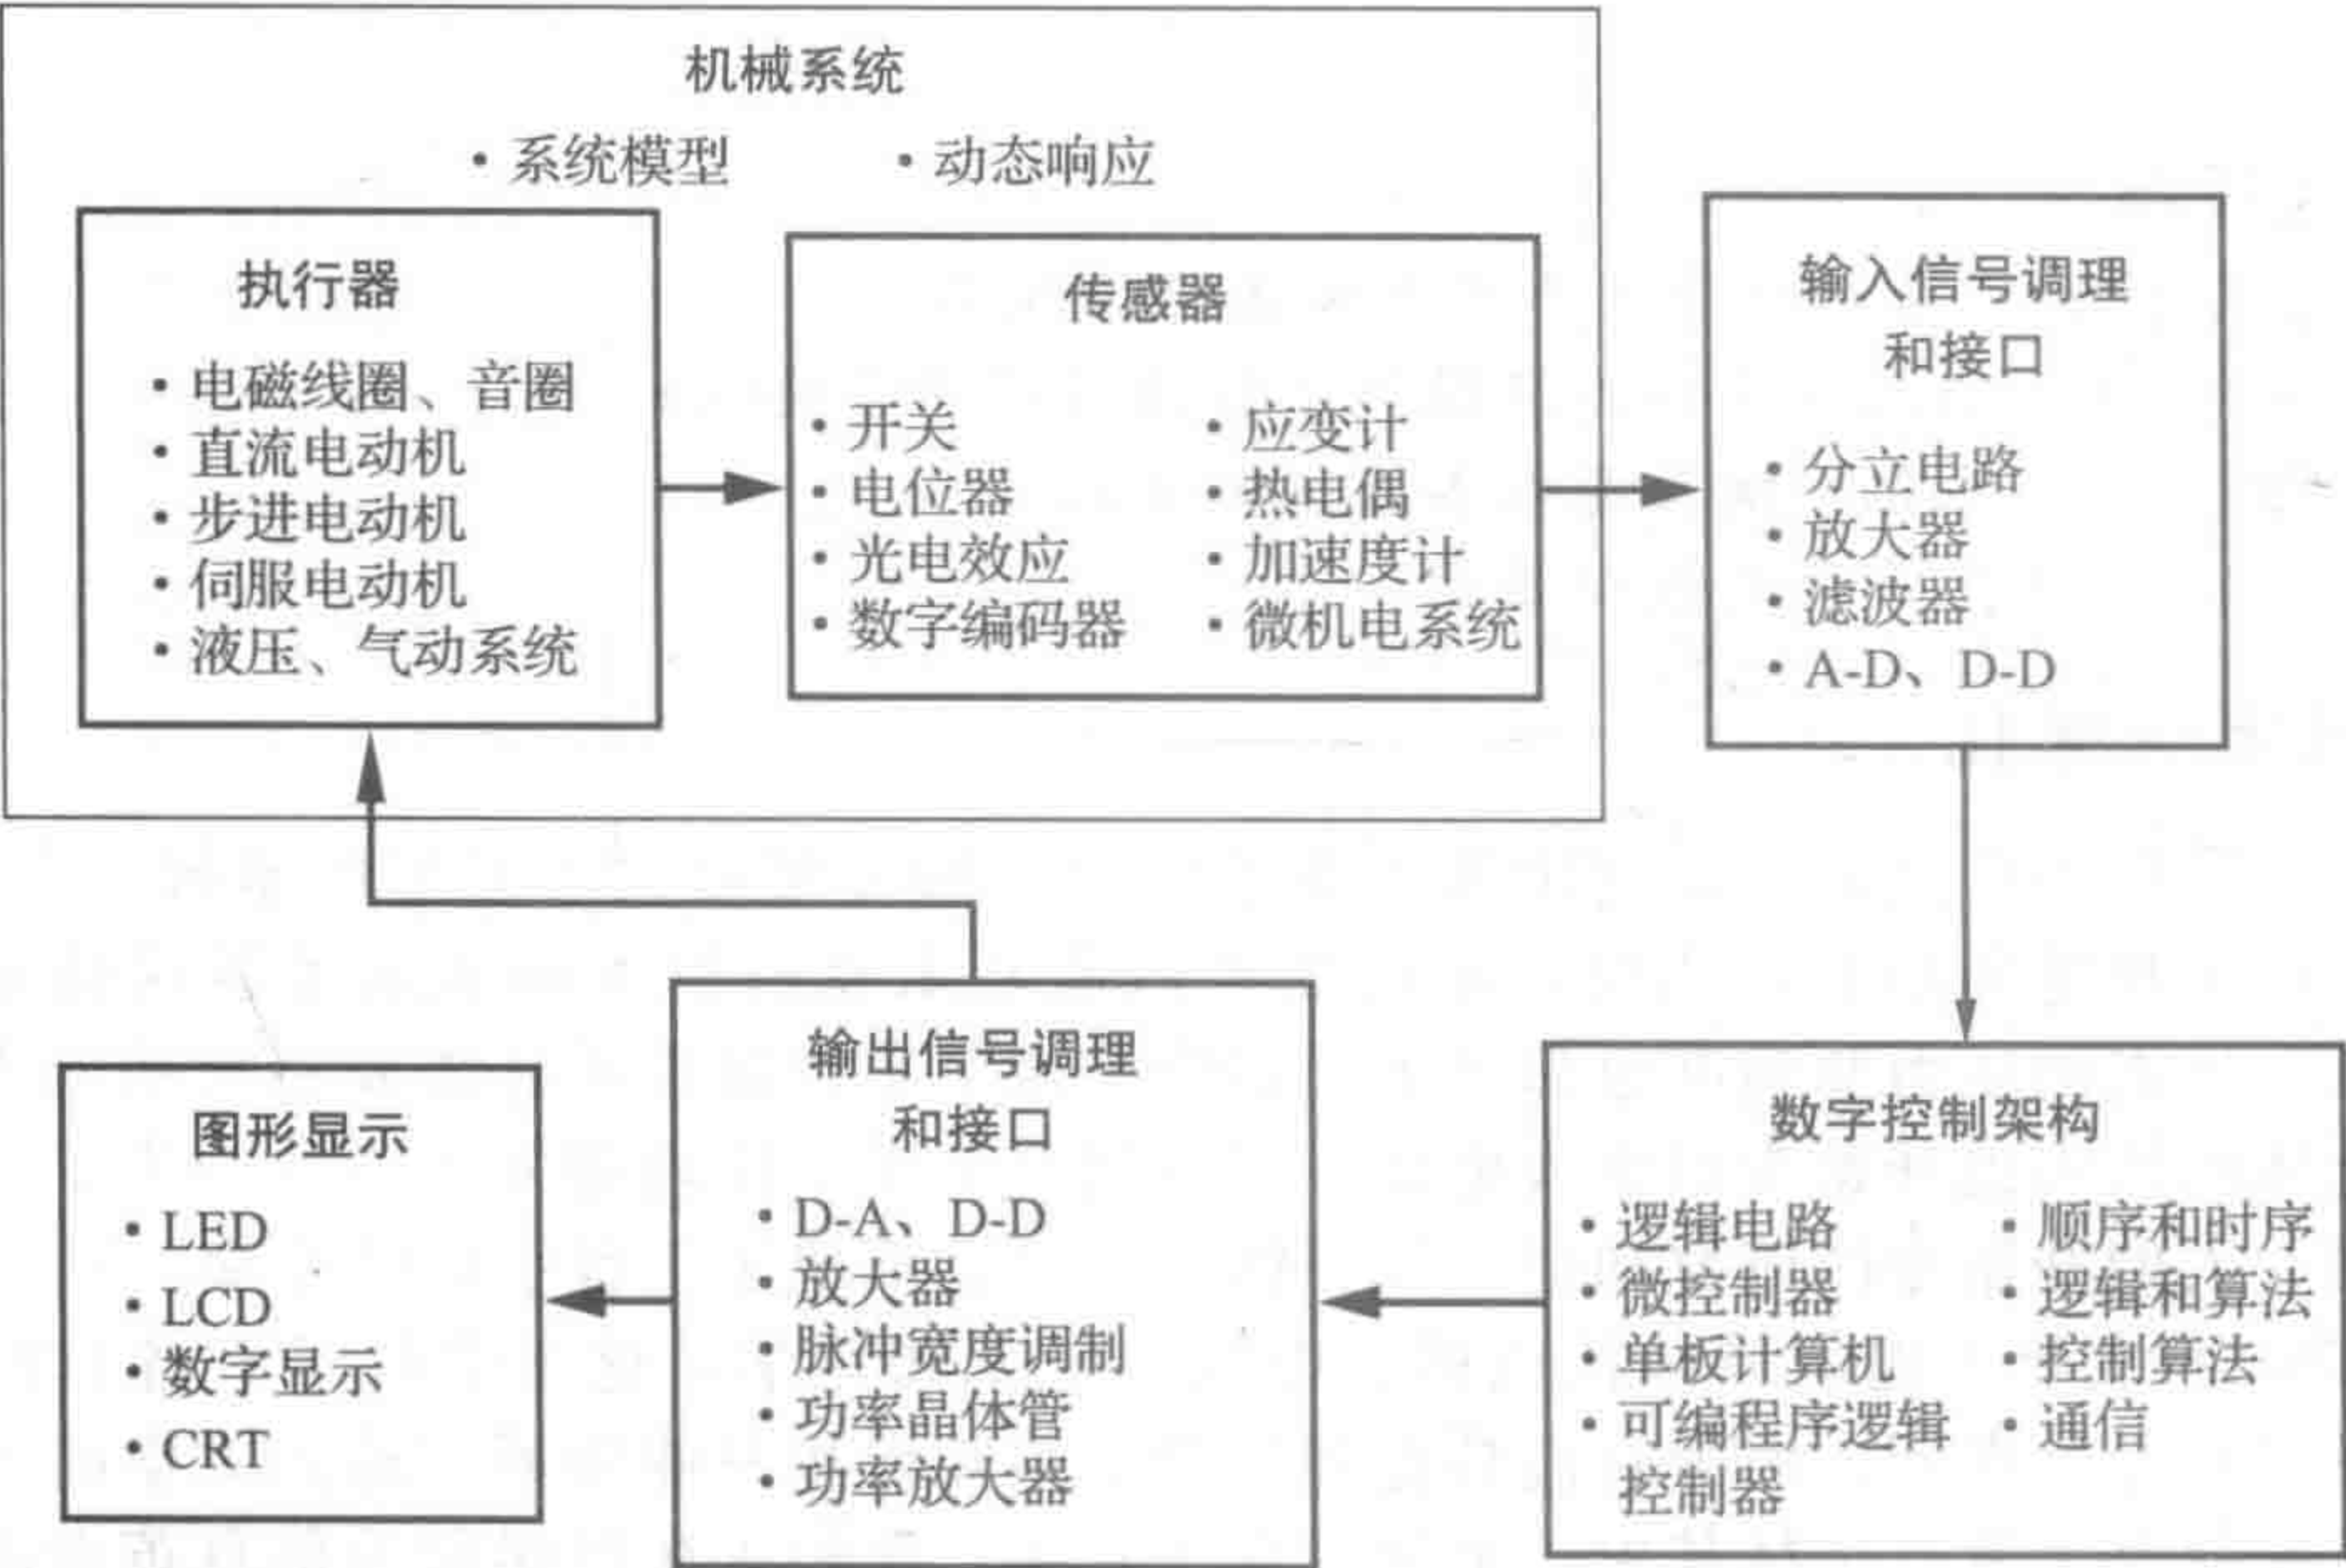 机械系统
·系统模型 ·动态响应
执行器
·电磁线圈、音圈
·直流电动机
·步进电动机
·伺服电动机
·液压、气动系统
传感器
·开关 ·应变计
·电位器 ·热电偶
·光电效应 ·加速度计
·数字编码器 ·微机电系统
输入信号调理
和接口
·分立电路
·放大器
·滤波器
·A-D、D-D
图形显示
·LED
·LCD
·数字显示
·CRT
输出信号调理
和接口
·D-A、D-D
·放大器
·脉冲宽度调制
·功率晶体管
·功率放大器
数字控制架构
·逻辑电路 ·顺序和时序
·微控制器 ·逻辑和算法
·单板计算机 ·控制算法
·可编程序逻辑 ·通信
控制器